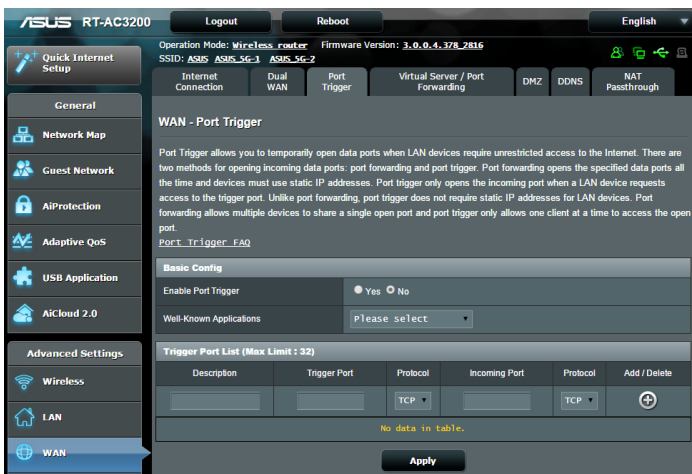 ASUS RT-AC3200 Logout Reboot English
Quick Internet Setup
Operation Mode: Wireless router Firmware Version: 3.0.0.4.378_2816
SSID: ASUS ASUS_5G-1 ASUS_5G-2
Internet Connection Dual WAN Port Trigger Virtual Server / Port Forwarding DMZ DDNS NAT Passthrough
General
Network Map
Guest Network
AiProtection
Adaptive QoS
USB Application
AiCloud 2.0
Advanced Settings
Wireless
LAN
WAN
WAN - Port Trigger
Port Trigger allows you to temporarily open data ports when LAN devices require unrestricted access to the Internet. There are
two methods for opening incoming data ports: port forwarding and port trigger. Port forwarding opens the specified data ports all
the time and devices must use static IP addresses. Port trigger only opens the incoming port when a LAN device requests
access to the trigger port. Unlike port forwarding, port trigger does not require static IP addresses for LAN devices. Port
forwarding allows multiple devices to share a single open port and port trigger only allows one client at a time to access the open
port.
Port Trigger FAQ
Basic Config
Enable Port Trigger Yes No
Well-Known Applications Please select
Trigger Port List (Max Limit : 32)
Description Trigger Port Protocol Incoming Port Protocol Add / Delete
TCP TCP
No data in table.
Apply